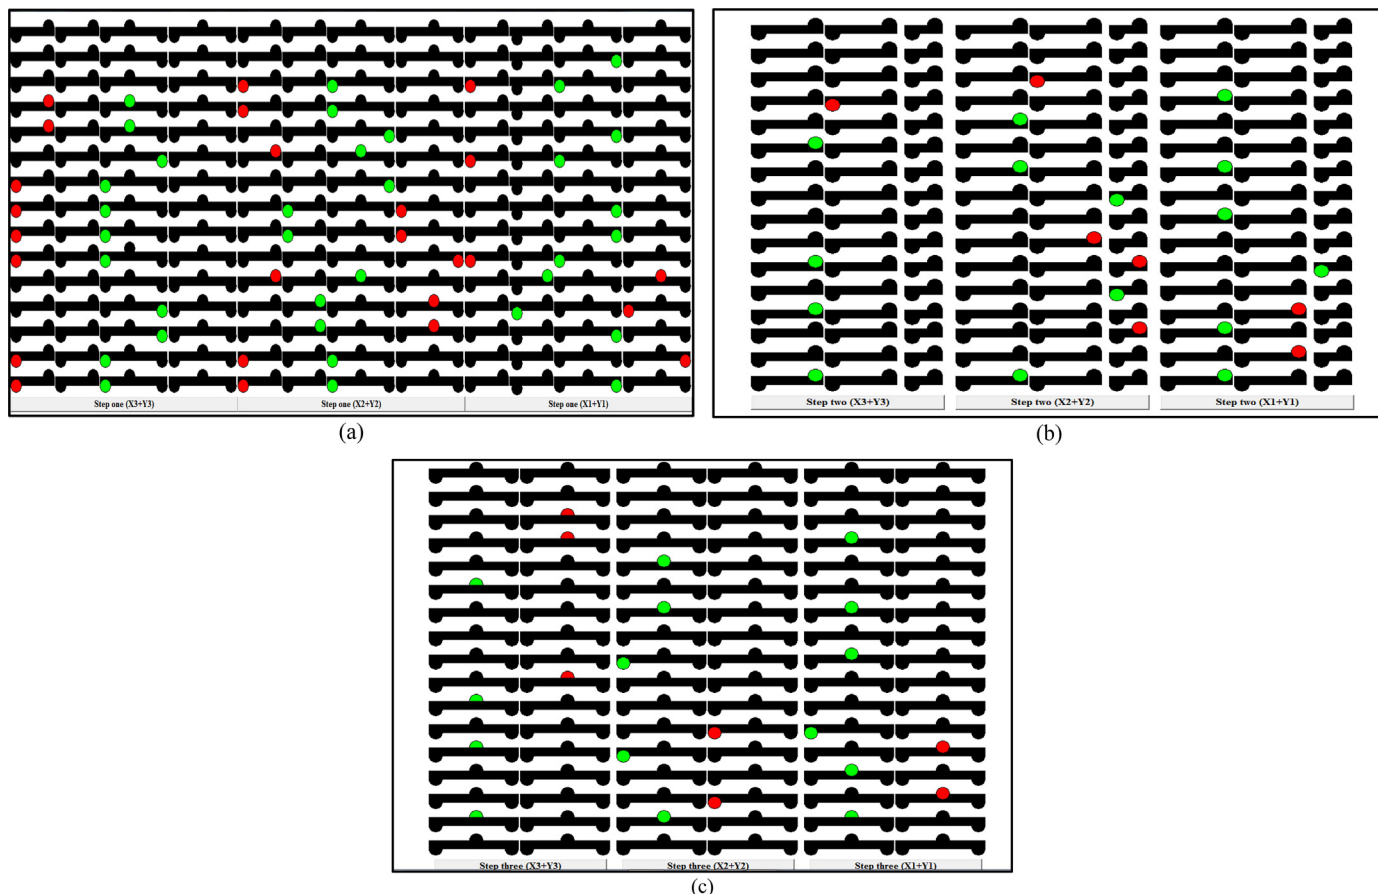 Step one (X3+Y3) Step one (X2+Y2) Step one (X1+Y1)
(a)
Step two (X3+Y3) Step two (X2+Y2) Step two (X1+Y1)
(b)
Step three (X3+Y3) Step three (X2+Y2) Step three (X1+Y1)
(c)